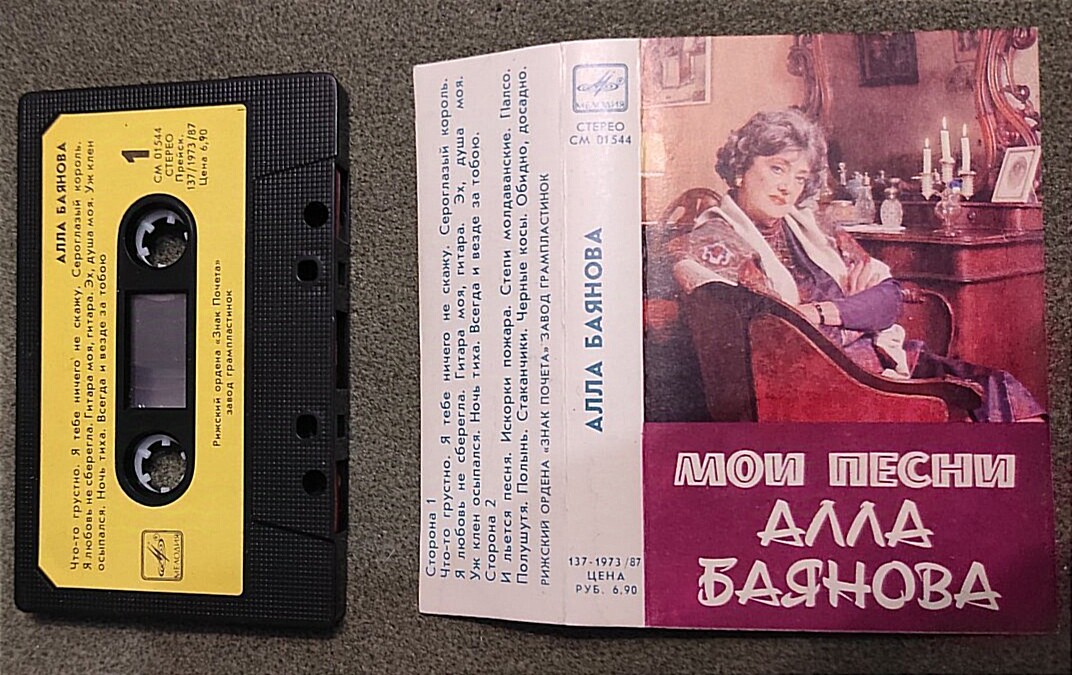 АЛЛА БАЯНОВА
Что-то грустно. Я тебе ничего не скажу. Сероглазый король.
Я любовь не сберегла. Гитара моя, гитара. Эх, душа моя. Уж клен
осыпался. Ночь тиха. Всегда и везде за тобою
1
СМ 01544
СТЕРЕО
Прейск.
137/1973/87
Цена 6,90
Рижский ордена «Знак Почета»
завод грампластинок
МЕЛОДИЯ
Сторона 1
Что-то грустно. Я тебе ничего не скажу. Сероглазый король.
Я любовь не сберегла. Гитара моя, гитара. Эх, душа моя.
Уж клен осыпался. Ночь тиха. Всегда и везде за тобою.
Сторона 2
И льется песня. Искорки пожара. Степи молдаванские. Папсо.
Полушутя. Полынь. Стаканчики. Черные косы. Обидно, досадно.
РИЖСКИЙ ОРДЕНА «ЗНАК ПОЧЕТА» ЗАВОД ГРАМПЛАСТИНОК
МЕЛОДИЯ
СТЕРЕО
СМ 01544
АЛЛА БАЯНОВА
137-1973/87
ЦЕНА
РУБ. 6,90
МОИ ПЕСНИ
АЛЛА
БАЯНОВА